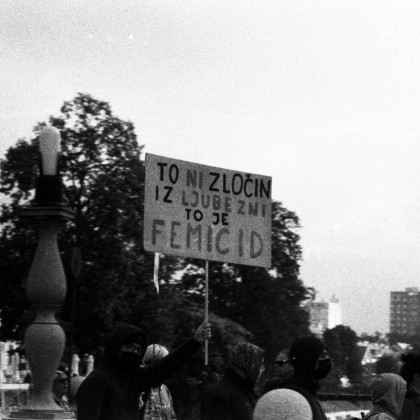 TO NI ZLOČIN
IZ LJUBEZNI
TO JE
FEMICID